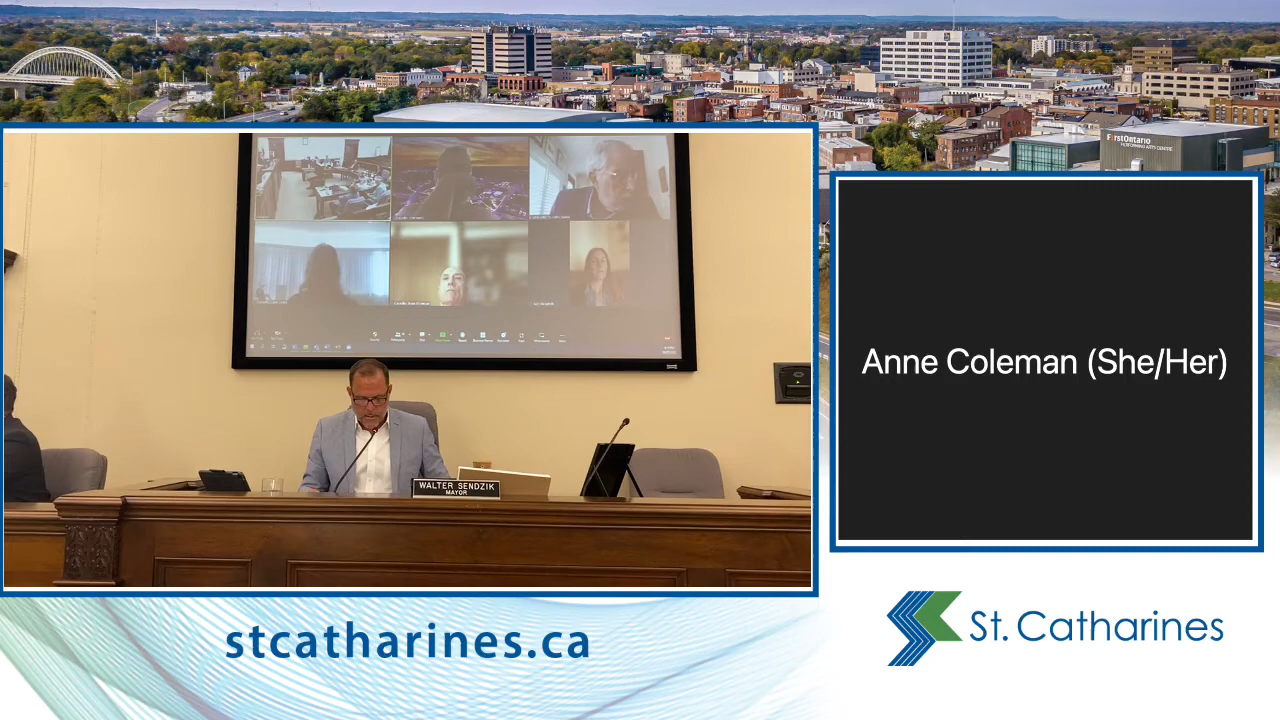 FirstOntario
PERFORMING ARTS CENTRE
WALTER SENDZIK
MAYOR
Anne Coleman (She/Her)
stcatharines.ca
St. Catharines